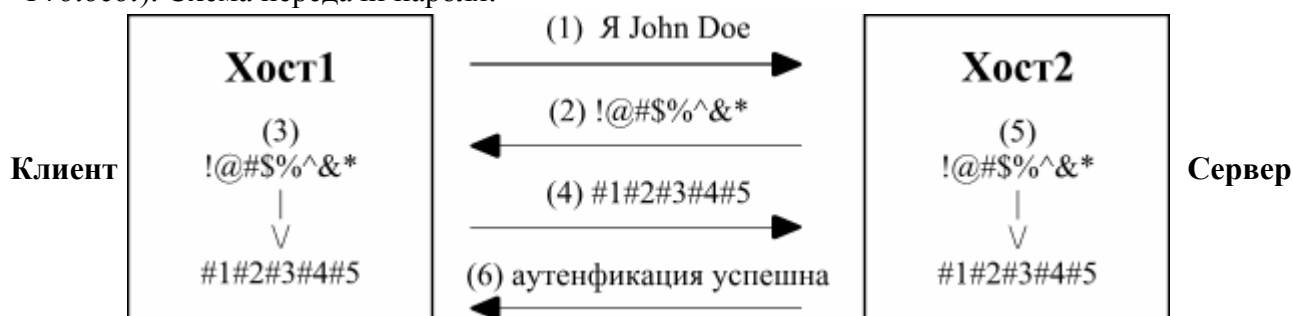 (1) Я John Doe
Хост1
Хост2
(2) !@#$%^&*
(3)
(5)
Клиент
!@#$%^&*
!@#$%^&*
Сервер
(4) #1#2#3#4#5
|
|
\/
\/
#1#2#3#4#5
#1#2#3#4#5
(6) аутенфикация успешна